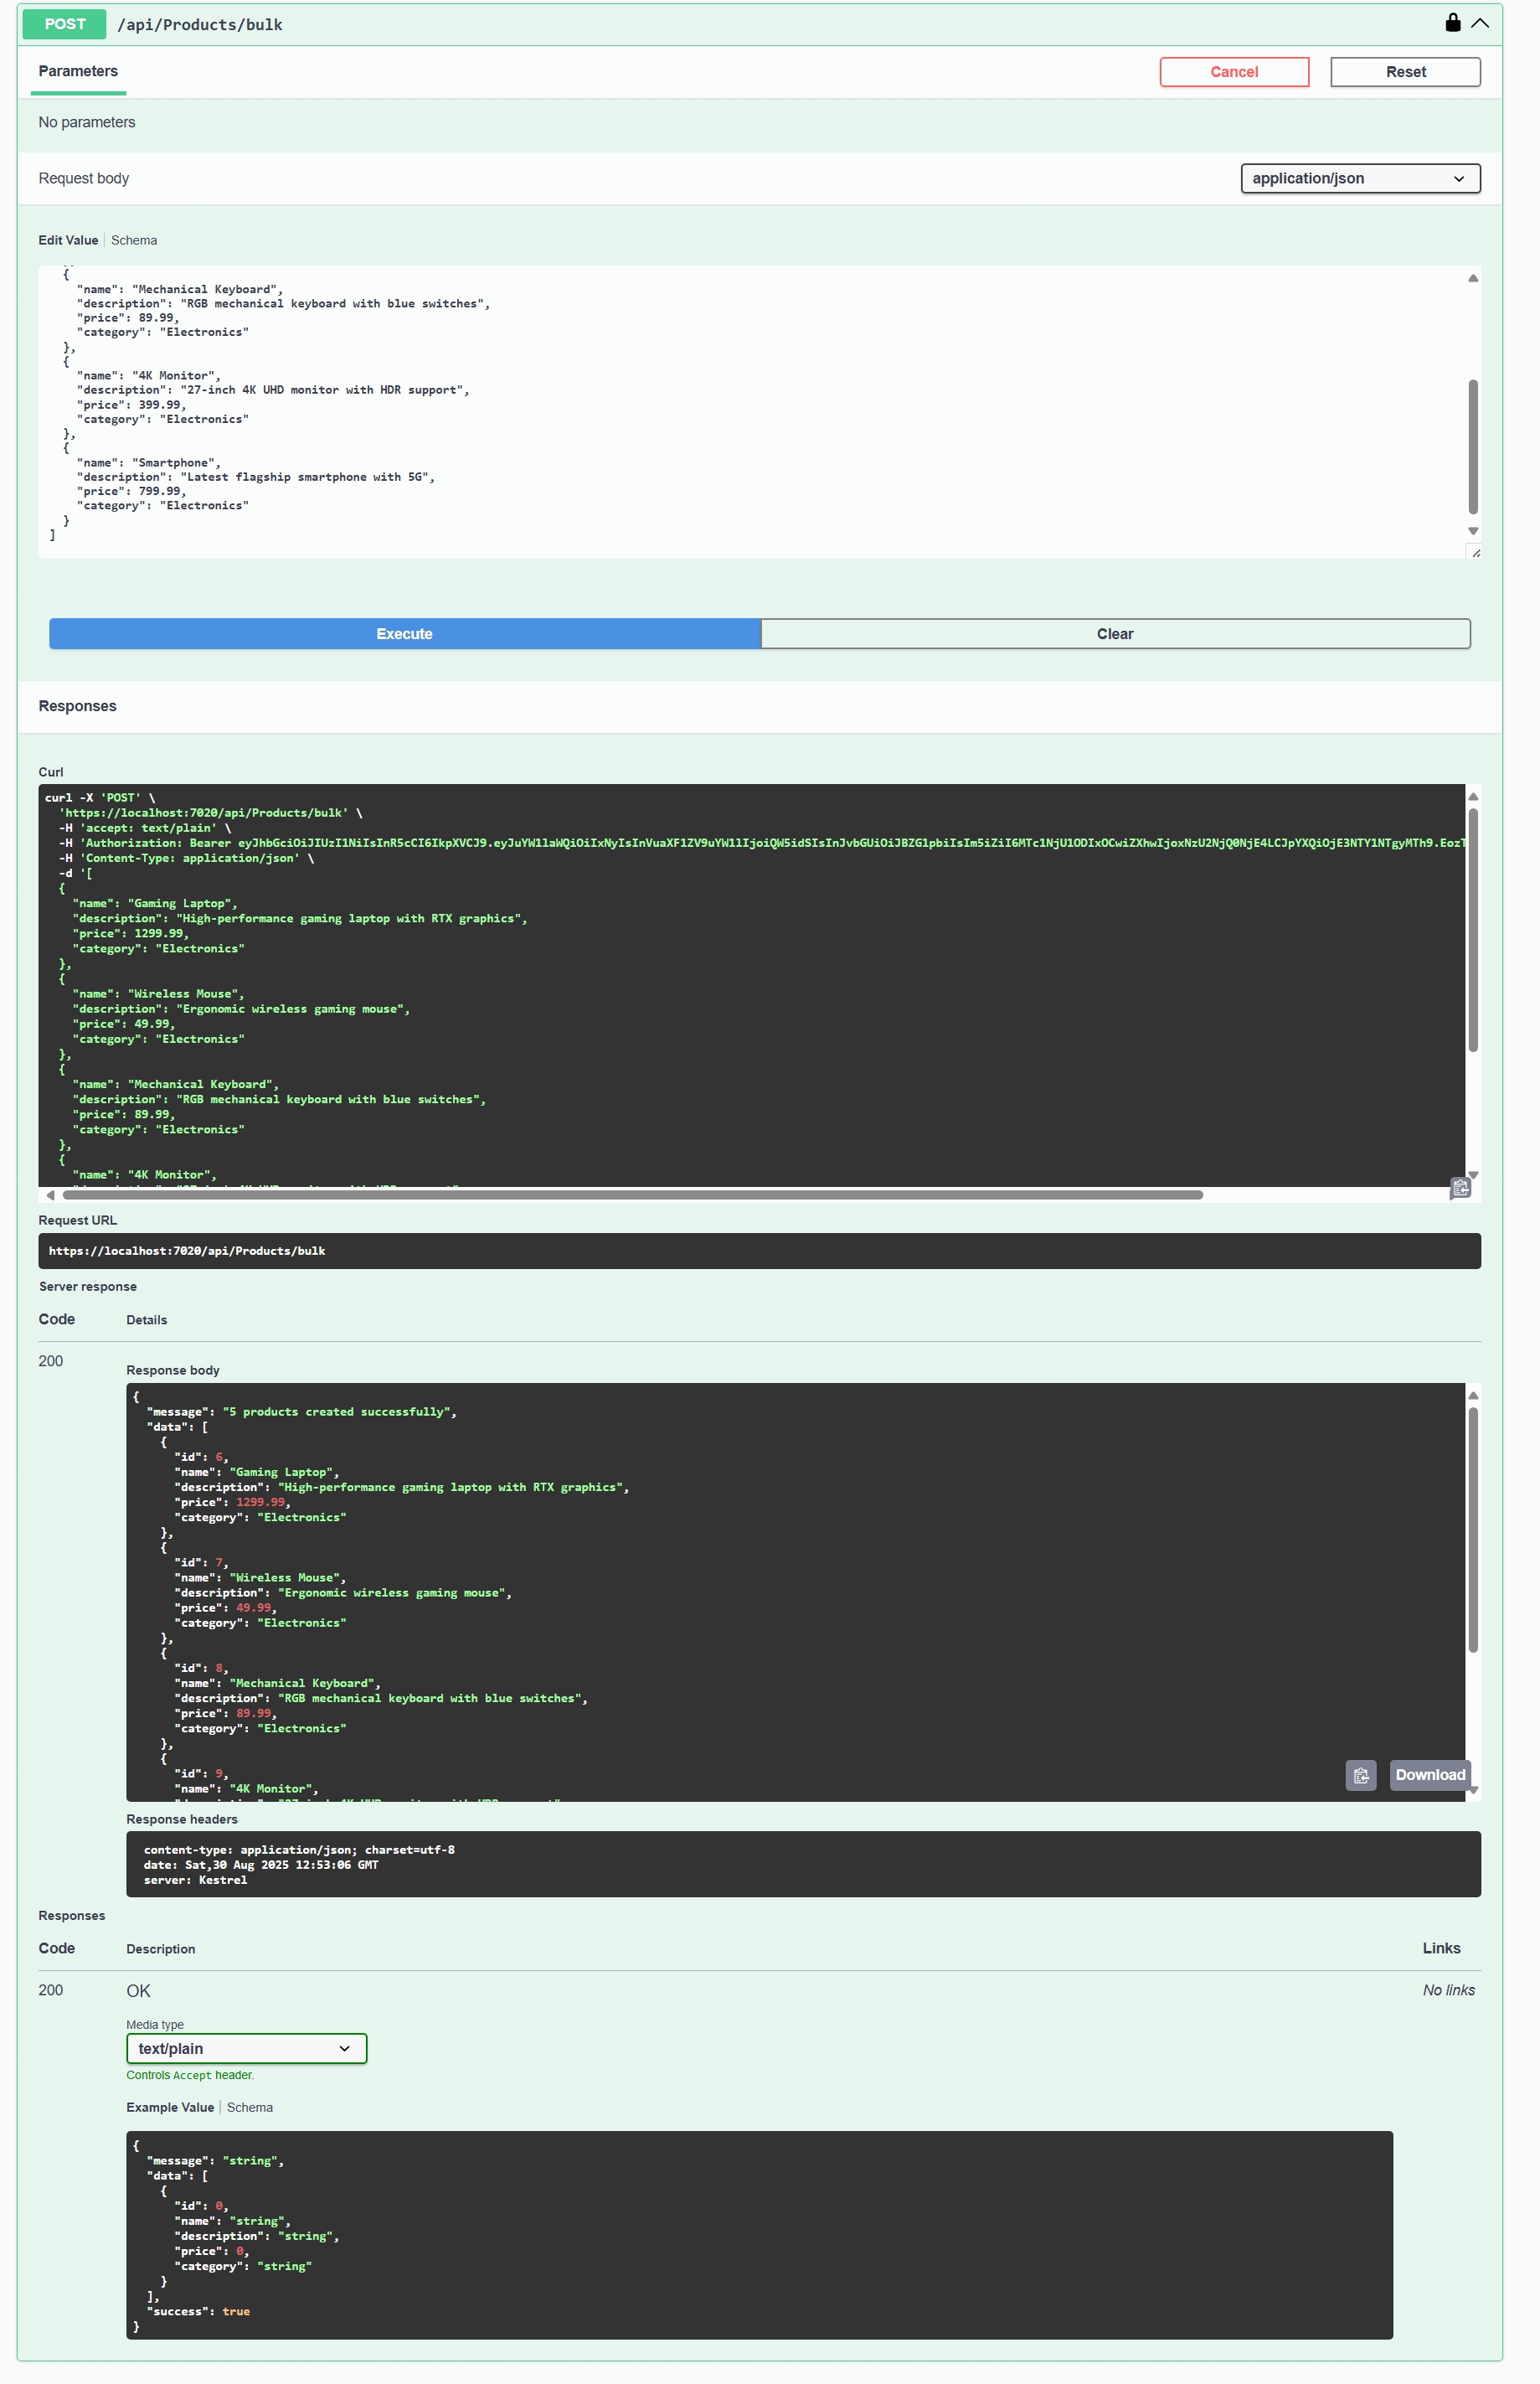 POST /api/Products/bulk
Parameters
Cancel
Reset
No parameters
Request body
application/json
Edit Value | Schema
{
"name": "Mechanical Keyboard",
"description": "RGB mechanical keyboard with blue switches",
"price": 89.99,
"category": "Electronics"
},
{
"name": "4K Monitor",
"description": "27-inch 4K UHD monitor with HDR support",
"price": 399.99,
"category": "Electronics"
},
{
"name": "Smartphone",
"description": "Latest flagship smartphone with 5G",
"price": 799.99,
"category": "Electronics"
}
]
Execute
Clear
Responses
Curl
curl -X 'POST' \
'https://localhost:7020/api/Products/bulk' \
-H 'accept: text/plain' \
-H 'Authorization: Bearer
-H 'Content-Type: application/json' \
-d '[
{
"name": "Gaming Laptop",
"description": "High-performance gaming laptop with RTX graphics",
"price": 1299.99,
"category": "Electronics"
},
{
"name": "Wireless Mouse",
"description": "Ergonomic wireless gaming mouse",
"price": 49.99,
"category": "Electronics"
},
{
"name": "Mechanical Keyboard",
"description": "RGB mechanical keyboard with blue switches",
"price": 89.99,
"category": "Electronics"
},
{
"name": "4K Monitor",
Request URL
https://localhost:7020/api/Products/bulk
Server response
Code Details
200
Response body
{
"message": "5 products created successfully",
"data": [
{
"id": 6,
"name": "Gaming Laptop",
"description": "High-performance gaming laptop with RTX graphics",
"price": 1299.99,
"category": "Electronics"
},
{
"id": 7,
"name": "Wireless Mouse",
"description": "Ergonomic wireless gaming mouse",
"price": 49.99,
"category": "Electronics"
},
{
"id": 8,
"name": "Mechanical Keyboard",
"description": "RGB mechanical keyboard with blue switches",
"price": 89.99,
"category": "Electronics"
},
{
"id": 9,
"name": "4K Monitor",
Download
Response headers
content-type: application/json; charset=utf-8
date: Sat,30 Aug 2025 12:53:06 GMT
server: Kestrel
Responses
Code Description Links
200 OK No links
Media type
text/plain
Controls Accept header.
Example Value | Schema
{
"message": "string",
"data": [
{
"id": 0,
"name": "string",
"description": "string",
"price": 0,
"category": "string"
}
],
"success": true
}